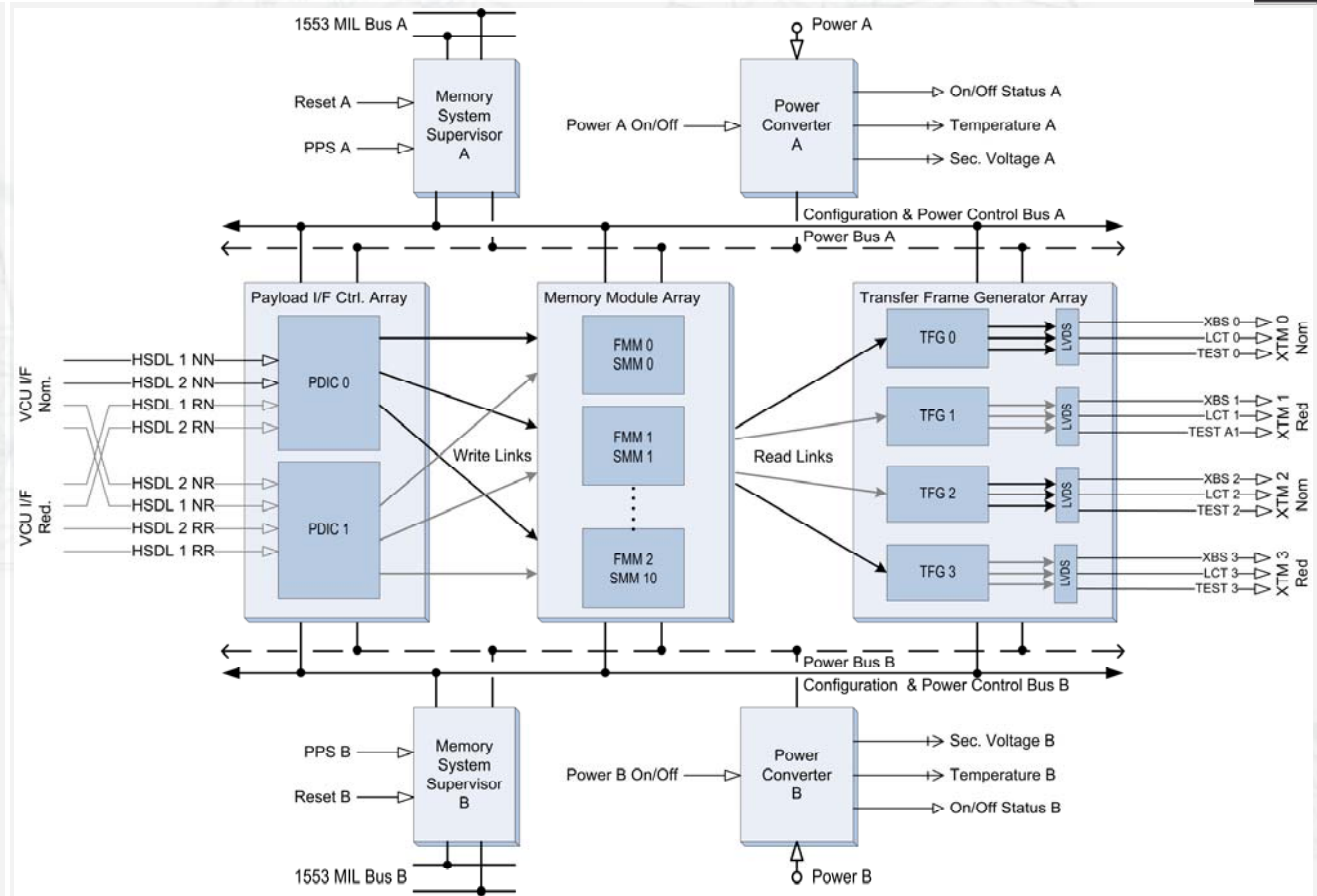 1553 MIL Bus A
Power A
Reset A
PPS A
Memory
System
Supervisor
A
Power A On/Off
Power
Converter
A
On/Off Status A
Temperature A
Sec. Voltage A
Configuration & Power Control Bus A
Power Bus A
Payload I/F Ctrl. Array
Memory Module Array
Transfer Frame Generator Array
VCU I/F
Nom.
VCU I/F
Red.
HSDL 1 NN
HSDL 2 NN
HSDL 1 RN
HSDL 2 RN
HSDL 2 NR
HSDL 1 NR
HSDL 2 RR
HSDL 1 RR
PDIC 0
PDIC 1
Write Links
FMM 0
SMM 0
FMM 1
SMM 1
FMM 2
SMM 10
Read Links
TFG 0
LVDS
XBS 0
LCT 0
TEST 0
XTM 0
Nom
TFG 1
LVDS
XBS 1
LCT 1
TEST A1
XTM 1
Red
TFG 2
LVDS
XBS 2
LCT 2
TEST 2
XTM 2
Nom
TFG 3
LVDS
XBS 3
LCT 3
TEST 3
XTM 3
Red
Power Bus B
Configuration & Power Control Bus B
PPS B
Reset B
Memory
System
Supervisor
B
Power B On/Off
Power
Converter
B
Sec. Voltage B
Temperature B
On/Off Status B
1553 MIL Bus B
Power B